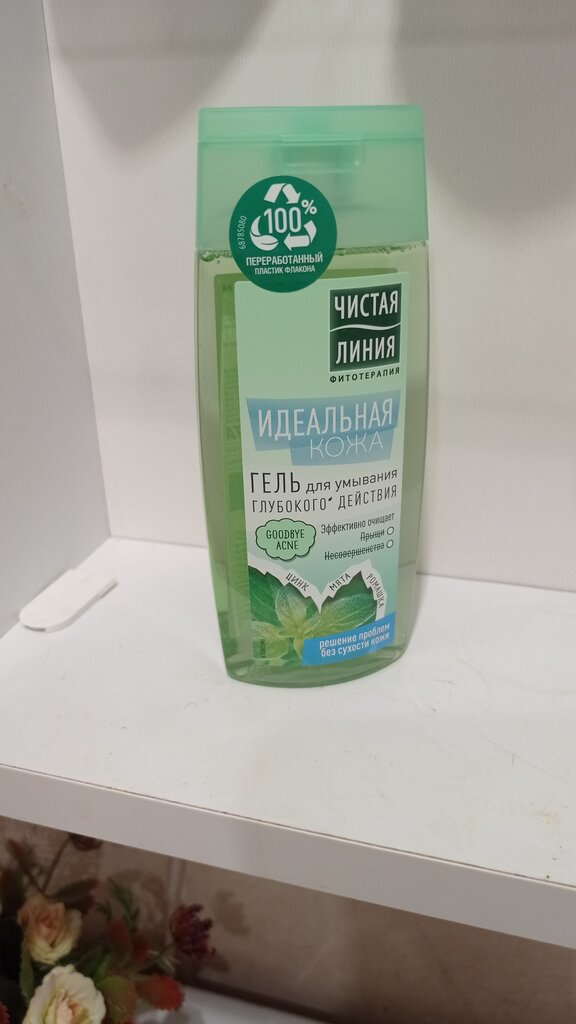 100%
ПЕРЕРАБОТАННЫЙ
ПЛАСТИК ФЛАКОНА
68785080
ЧИСТАЯ
ЛИНИЯ
ФИТОТЕРАПИЯ
ИДЕАЛЬНАЯ
КОЖА
ГЕЛЬ для умывания
ГЛУБОКОГО ДЕЙСТВИЯ
GOODBYE
ACNE
Эффективно очищает
Прыщи
Несовершенства
ЦИНК
МЯТА
РОМАШКА
решение проблем
без сухости кожи